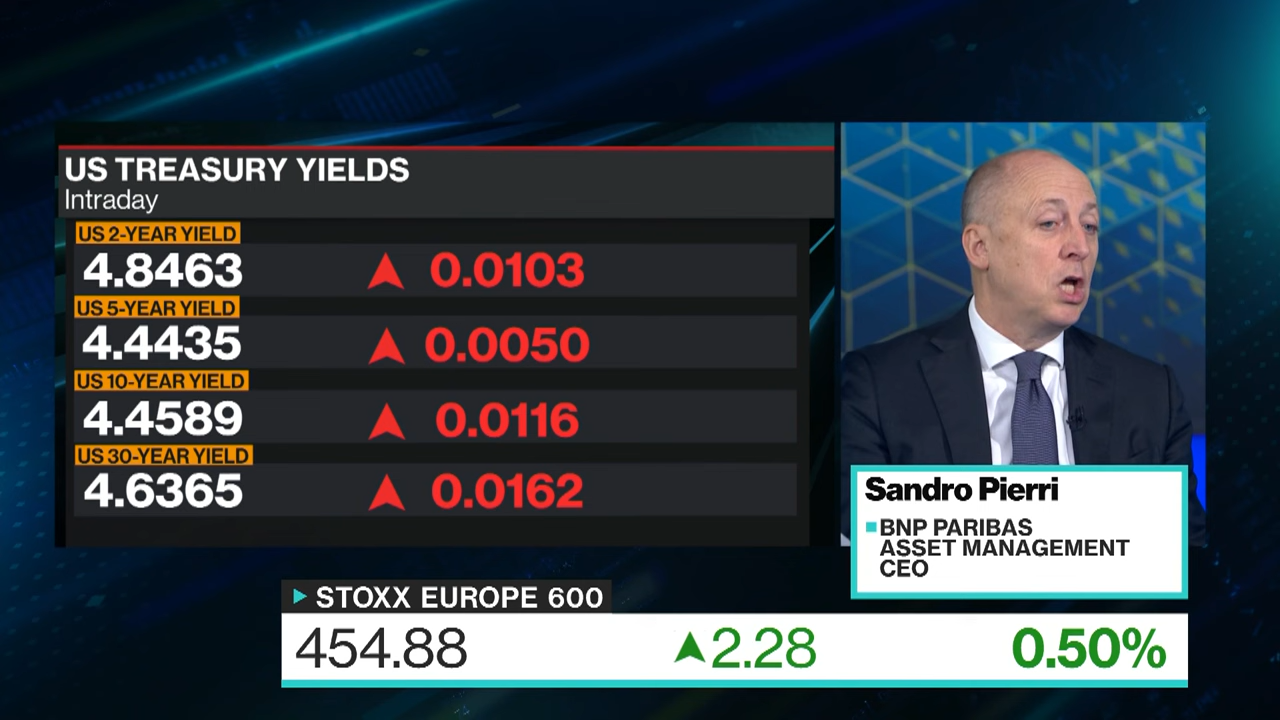 US TREASURY YIELDS
Intraday
US 2-YEAR YIELD
4.8463 ▲ 0.0103
US 5-YEAR YIELD
4.4435 ▲ 0.0050
US 10-YEAR YIELD
4.4589 ▲ 0.0116
US 30-YEAR YIELD
4.6365 ▲ 0.0162
Sandro Pierri
BNP PARIBAS
ASSET MANAGEMENT
CEO
STOXX EUROPE 600
454.88 ▲2.28 0.50%